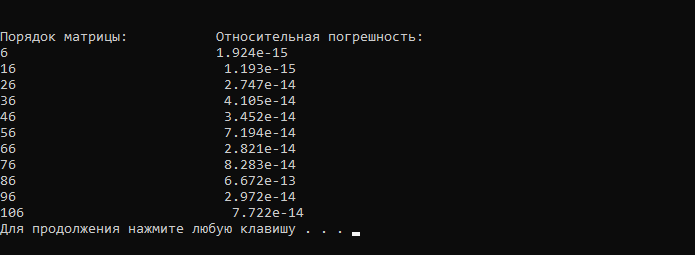 Порядок матрицы:           Относительная погрешность:
6                          1.924e-15
16                          1.193e-15
26                          2.747e-14
36                          4.105e-14
46                          3.452e-14
56                          7.194e-14
66                          2.821e-14
76                          8.283e-14
86                          6.672e-13
96                          2.972e-14
106                          7.722e-14
Для продолжения нажмите любую клавишу . . .